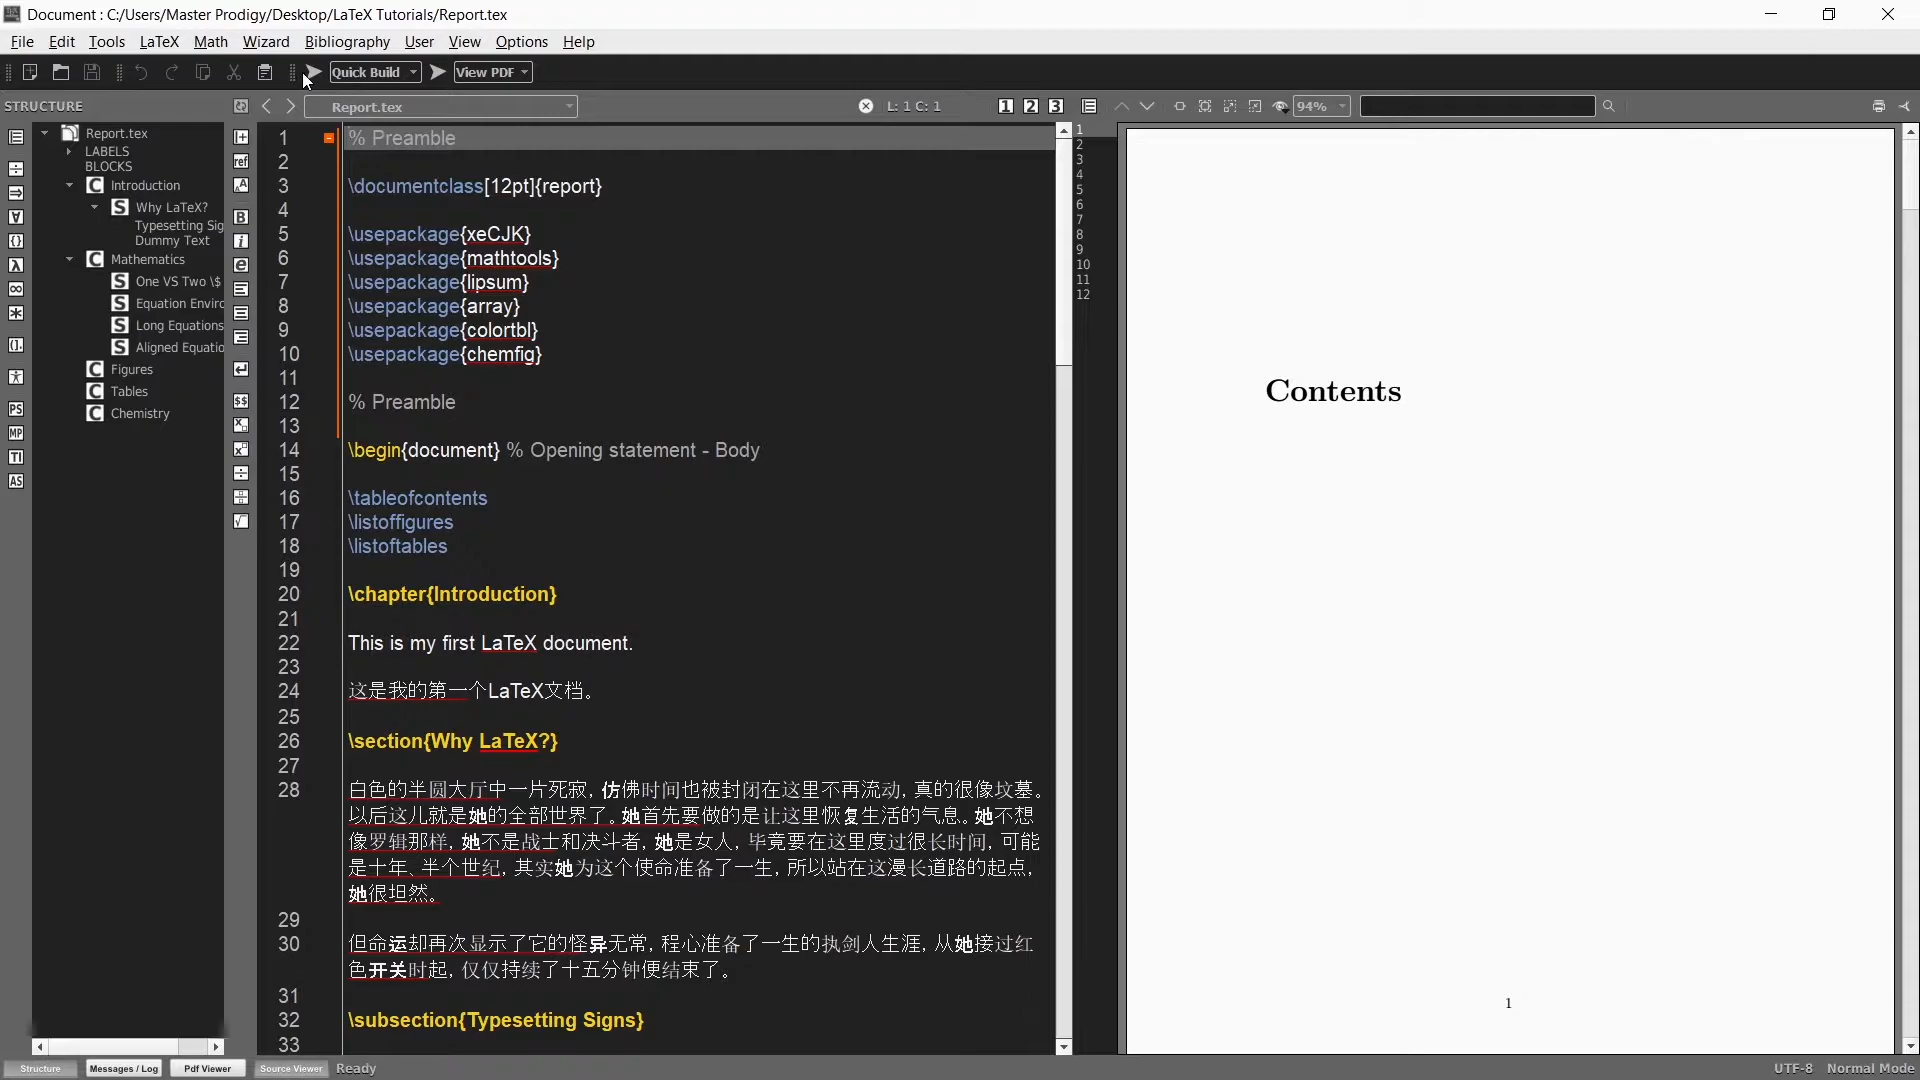 Document : C:/Users/Master Prodigy/Desktop/LaTeX Tutorials/Report.tex
File Edit Tools LaTeX Math Wizard Bibliography User View Options Help
Quick Build View PDF
STRUCTURE Report.tex L: 1 C: 1 1 2 3 94%
Report.tex
LABELS
BLOCKS
Introduction
Why LaTeX?
Typesetting Sig
Dummy Text
Mathematics
One VS Two \$
Equation Enviro
Long Equations
Aligned Equatio
Figures
Tables
Chemistry
1 % Preamble
2
3 \documentclass[12pt]{report}
4
5 \usepackage{xeCJK}
6 \usepackage{mathtools}
7 \usepackage{lipsum}
8 \usepackage{array}
9 \usepackage{colortbl}
10 \usepackage{chemfig}
11
12 % Preamble
13
14 \begin{document} % Opening statement - Body
15
16 \tableofcontents
17 \listoffigures
18 \listoftables
19
20 \chapter{Introduction}
21
22 This is my first LaTeX document.
23
24 这是我的第一个LaTeX文档。
25
26 \section{Why LaTeX?}
27
28 白色的半圆大厅中一片死寂, 仿佛时间也被封闭在这里不再流动, 真的很像坟墓。
以后这儿就是她的全部世界了。她首先要做的是让这里恢复生活的气息。她不想
像罗辑那样, 她不是战士和决斗者, 她是女人, 毕竟要在这里度过很长时间, 可能
是十年、半个世纪, 其实她为这个使命准备了一生, 所以站在这漫长道路的起点,
她很坦然。
29
30 但命运却再次显示了它的怪异无常, 程心准备了一生的执剑人生涯, 从她接过红
色开关时起, 仅仅持续了十五分钟便结束了。
31
32 \subsection{Typesetting Signs}
33
1
2
3
4
5
6
7
8
9
10
11
12
Contents
1
Structure Messages / Log Pdf Viewer Source Viewer Ready UTF-8 Normal Mode